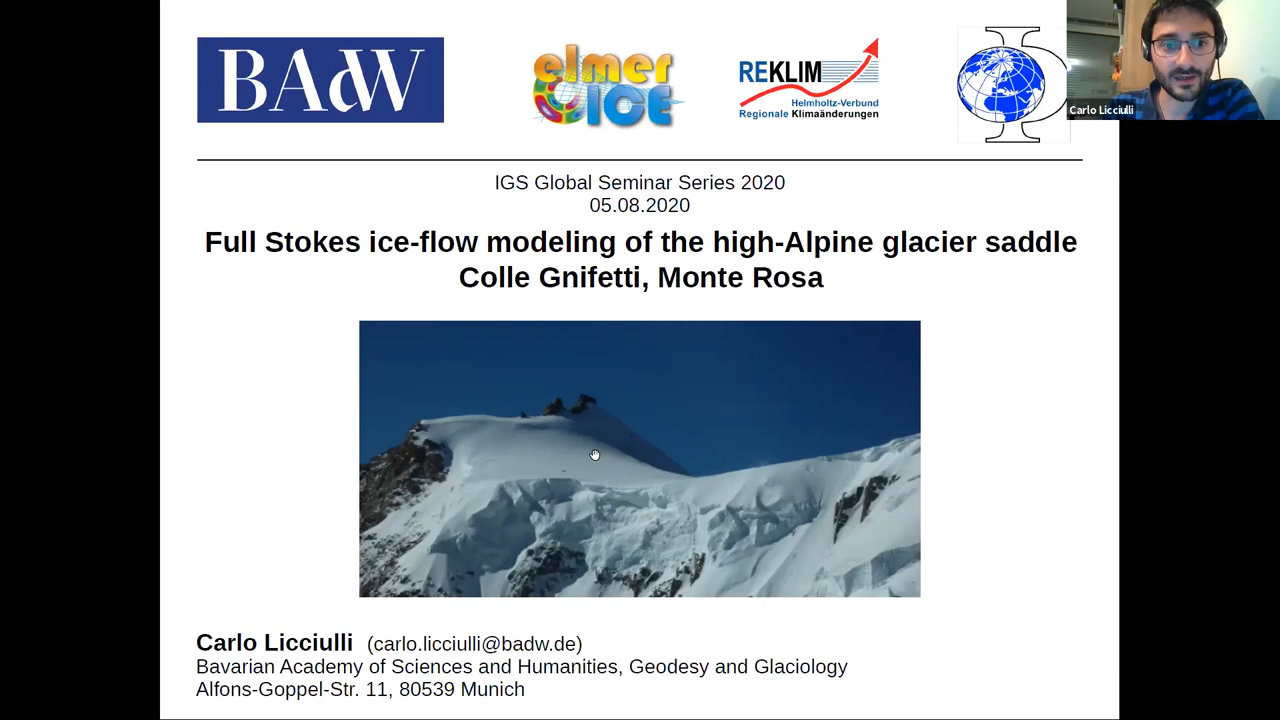 BAdW
elmer
ICE
REKLIM
Helmholtz-Verbund
Regionale Klimaänderungen
Carlo Licciulli
IGS Global Seminar Series 2020
05.08.2020
Full Stokes ice-flow modeling of the high-Alpine glacier saddle
Colle Gnifetti, Monte Rosa
Carlo Licciulli (carlo.licciulli@badw.de)
Bavarian Academy of Sciences and Humanities, Geodesy and Glaciology
Alfons-Goppel-Str. 11, 80539 Munich